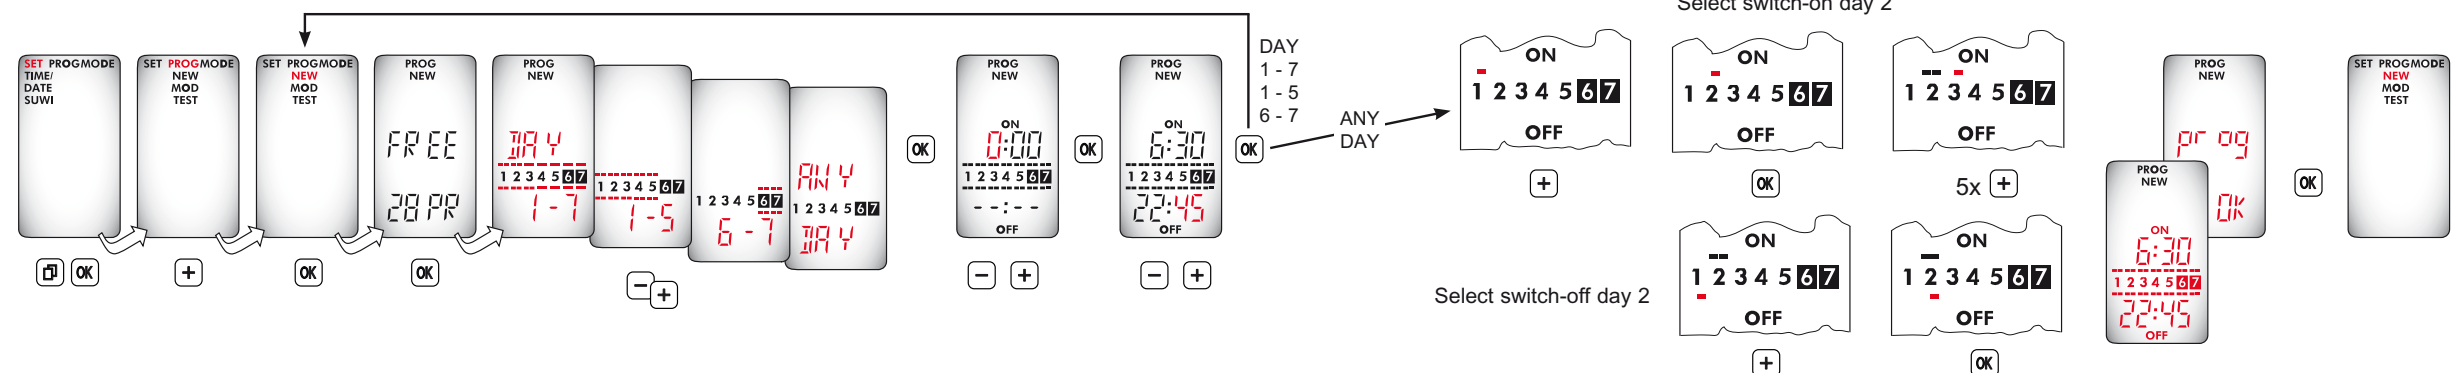 Select switch-on day 2
SET PROGMODE
TIME/
DATE
SUWI
OK
SET PROGMODE
NEW
MOD
TEST
+
SET PROGMODE
NEW
MOD
TEST
OK
PROG
NEW
FREE
28 PR
OK
PROG
NEW
DAY
1 2 3 4 5 6 7
1-7
1 2 3 4 5 6 7
1-5
1 2 3 4 5 6 7
6-7
ANY
1 2 3 4 5 6 7
DAY
- +
OK
PROG
NEW
ON
0:00
1 2 3 4 5 6 7
--:--
OFF
- +
OK
PROG
NEW
ON
6:30
1 2 3 4 5 6 7
22:45
OFF
- +
OK
DAY
1 - 7
1 - 5
6 - 7
ANY
DAY
ON
1 2 3 4 5 6 7
OFF
+
ON
1 2 3 4 5 6 7
OFF
OK
ON
1 2 3 4 5 6 7
OFF
5x +
Select switch-off day 2
ON
1 2 3 4 5 6 7
OFF
+
ON
1 2 3 4 5 6 7
OFF
OK
PROG
NEW
prog
OK
PROG
NEW
ON
6:30
1 2 3 4 5 6 7
22:45
OFF
OK
SET PROGMODE
NEW
MOD
TEST